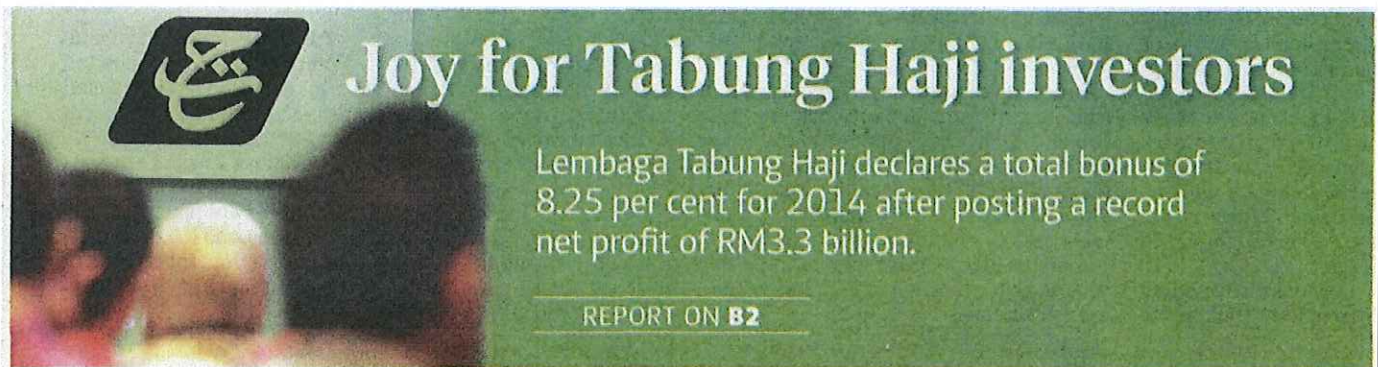 حج
Joy for Tabung Haji investors
Lembaga Tabung Haji declares a total bonus of
8.25 per cent for 2014 after posting a record
net profit of RM3.3 billion.
REPORT ON B2